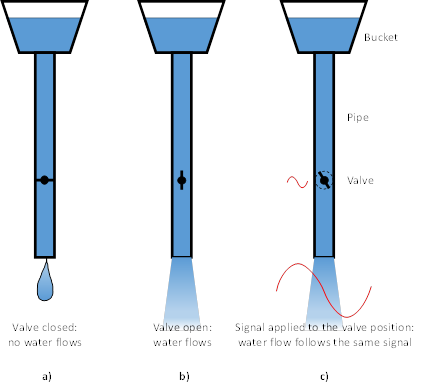 Bucket
Pipe
Valve
Valve closed:
no water flows
Valve open:
water flows
Signal applied to the valve position:
water flow follows the same signal
a)
b)
c)